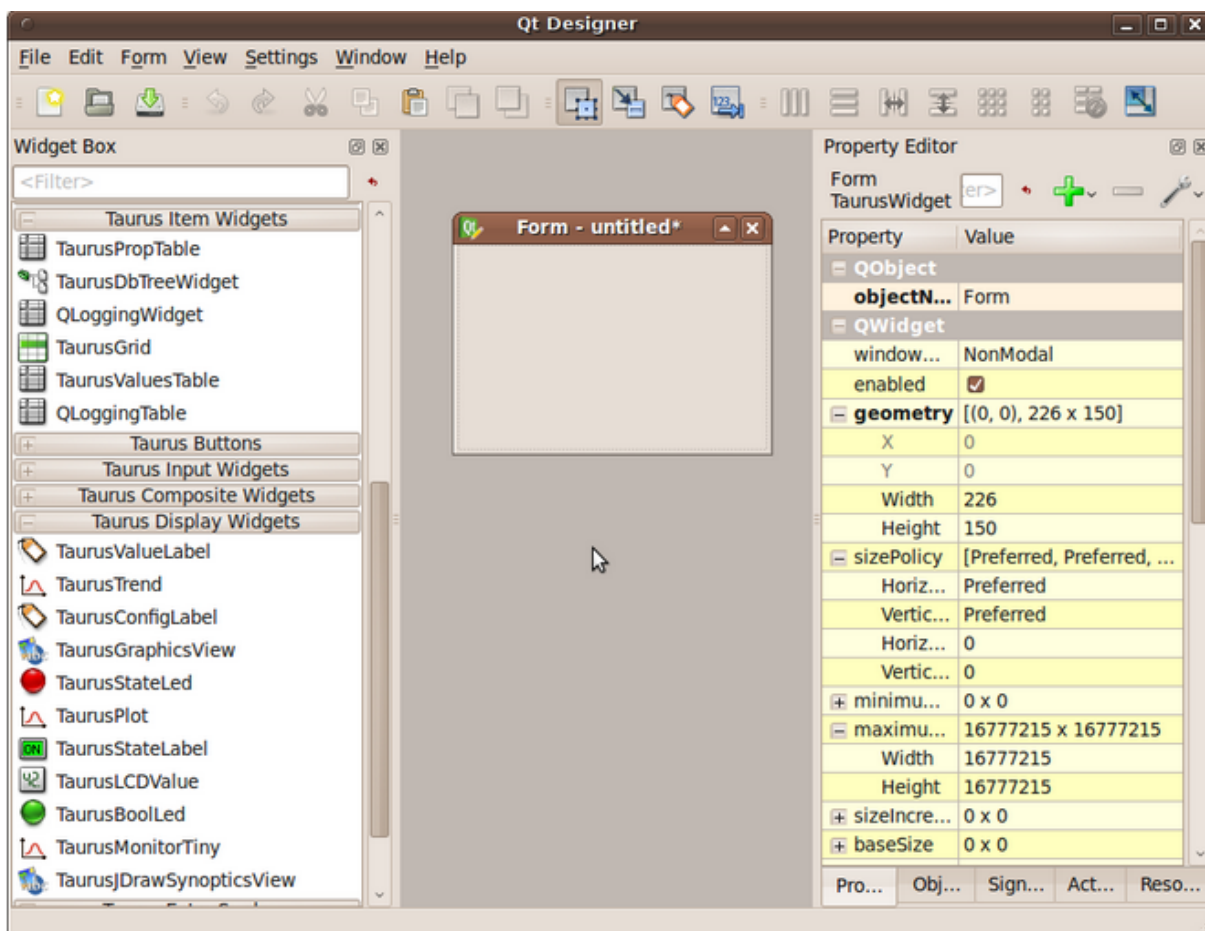 Qt Designer
File Edit Form View Settings Window Help
Widget Box
<Filter>
Taurus Item Widgets
TaurusPropTable
TaurusDbTreeWidget
QLoggingWidget
TaurusGrid
TaurusValuesTable
QLoggingTable
Taurus Buttons
Taurus Input Widgets
Taurus Composite Widgets
Taurus Display Widgets
TaurusValueLabel
TaurusTrend
TaurusConfigLabel
TaurusGraphicsView
TaurusStateLed
TaurusPlot
ON TaurusStateLabel
42 TaurusLCDValue
TaurusBoolLed
TaurusMonitorTiny
TaurusJDrawSynopticsView
Form - untitled*
Property Editor
Form
TaurusWidget
er>
Property Value
QObject
objectN... Form
QWidget
window... NonModal
enabled
geometry [(0, 0), 226 x 150]
X 0
Y 0
Width 226
Height 150
sizePolicy [Preferred, Preferred, ...
Horiz... Preferred
Vertic... Preferred
Horiz... 0
Vertic... 0
minimu... 0 x 0
maximu... 16777215 x 16777215
Width 16777215
Height 16777215
sizeIncre... 0 x 0
baseSize 0 x 0
Pro... Obj... Sign... Act... Reso...